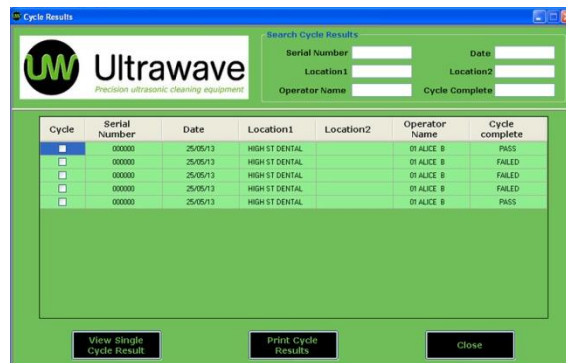 Cycle Results
UW Ultrawave
Precision ultrasonic cleaning equipment
Search Cycle Results
Serial Number Date
Location1 Location2
Operator Name Cycle Complete
Cycle Serial Number Date Location1 Location2 Operator Name Cycle complete
000000 25/05/13 HIGH ST DENTAL 01 ALICE B PASS
000000 25/05/13 HIGH ST DENTAL 01 ALICE B FAILED
000000 25/05/13 HIGH ST DENTAL 01 ALICE B FAILED
000000 25/05/13 HIGH ST DENTAL 01 ALICE B FAILED
000000 25/05/13 HIGH ST DENTAL 01 ALICE B PASS
View Single Cycle Result
Print Cycle Results
Close